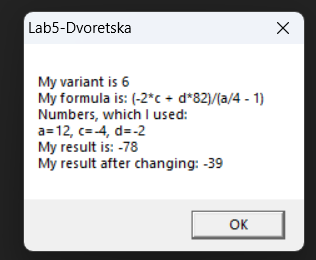 Lab5-Dvoretska
My variant is 6
My formula is: (-2*c + d*82)/(a/4 - 1)
Numbers, which I used:
a=12, c=-4, d=-2
My result is: -78
My result after changing: -39
OK